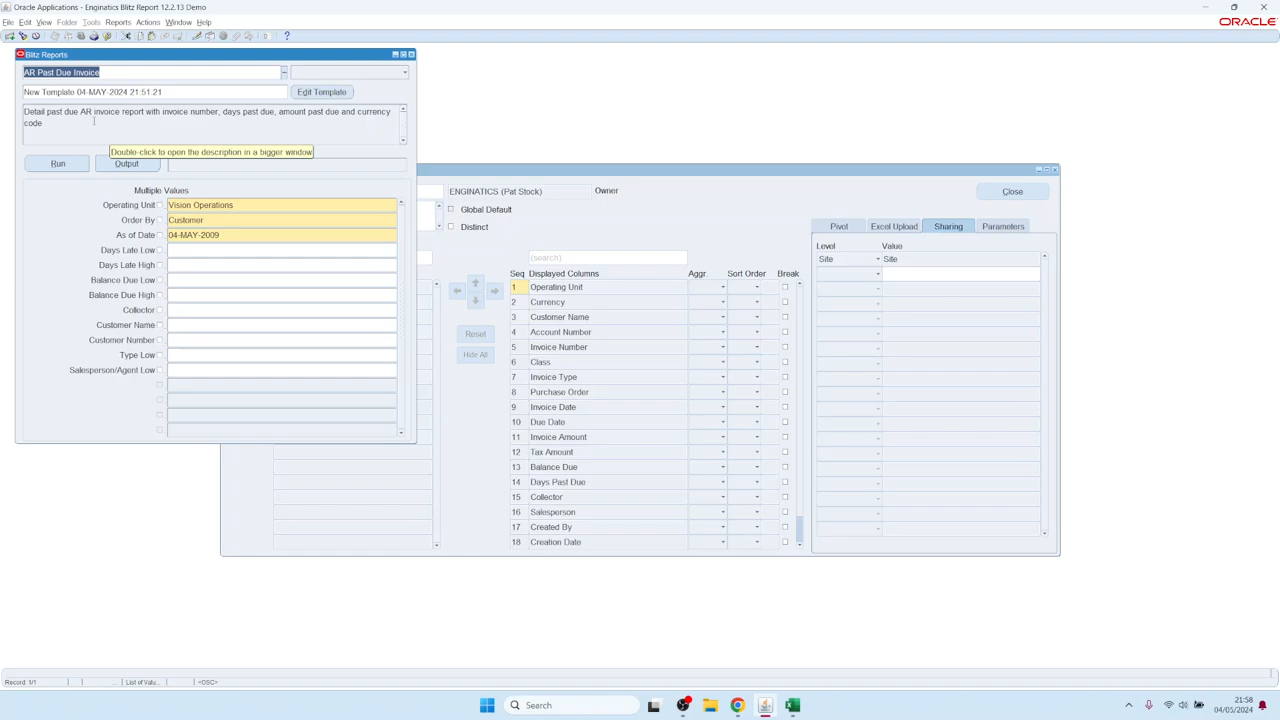 Oracle Applications - Enginatics Blitz Report 12.2.13 Demo
File Edit View Folder Tools Reports Actions Window Help
ORACLE
Blitz Reports
AR Past Due Invoice
New Template 04-MAY-2024 21:51:21
Edit Template
Detail past due AR invoice report with invoice number, days past due, amount past due and currency
code
Double-click to open the description in a bigger window
Run
Output
Multiple Values
Operating Unit Vision Operations
Order By Customer
As of Date 04-MAY-2009
Days Late Low
Days Late High
Balance Due Low
Balance Due High
Collector
Customer Name
Customer Number
Type Low
Salesperson/Agent Low
ENGINATICS (Pat Stock) Owner
Close
Global Default
Distinct
Pivot Excel Upload Sharing Parameters
(search)
Level Value
Site Site
Seq Displayed Columns Aggr. Sort Order Break
1 Operating Unit
2 Currency
3 Customer Name
4 Account Number
5 Invoice Number
6 Class
7 Invoice Type
8 Purchase Order
9 Invoice Date
10 Due Date
11 Invoice Amount
12 Tax Amount
13 Balance Due
14 Days Past Due
15 Collector
16 Salesperson
17 Created By
18 Creation Date
Reset
Hide All
Record: 1/1 ... List of Valu... <OSC>
Search
21:58
04/05/2024